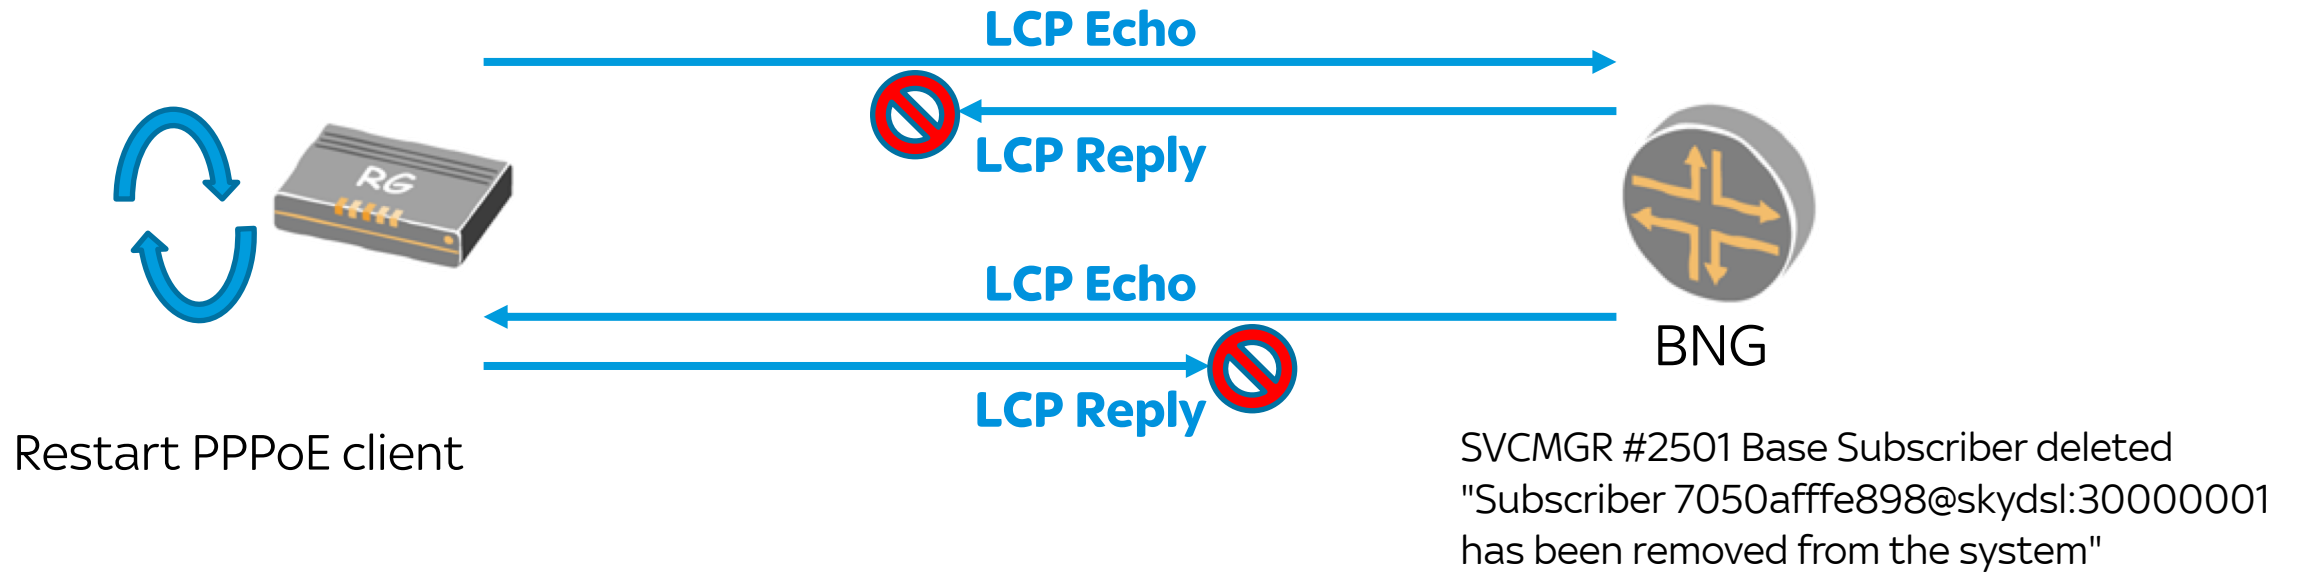 LCP Echo
LCP Reply
RG
LCP Echo
BNG
LCP Reply
Restart PPPoE client
SVCMGR #2501 Base Subscriber deleted
"Subscriber 7050afffe898@skydsl:30000001
has been removed from the system"